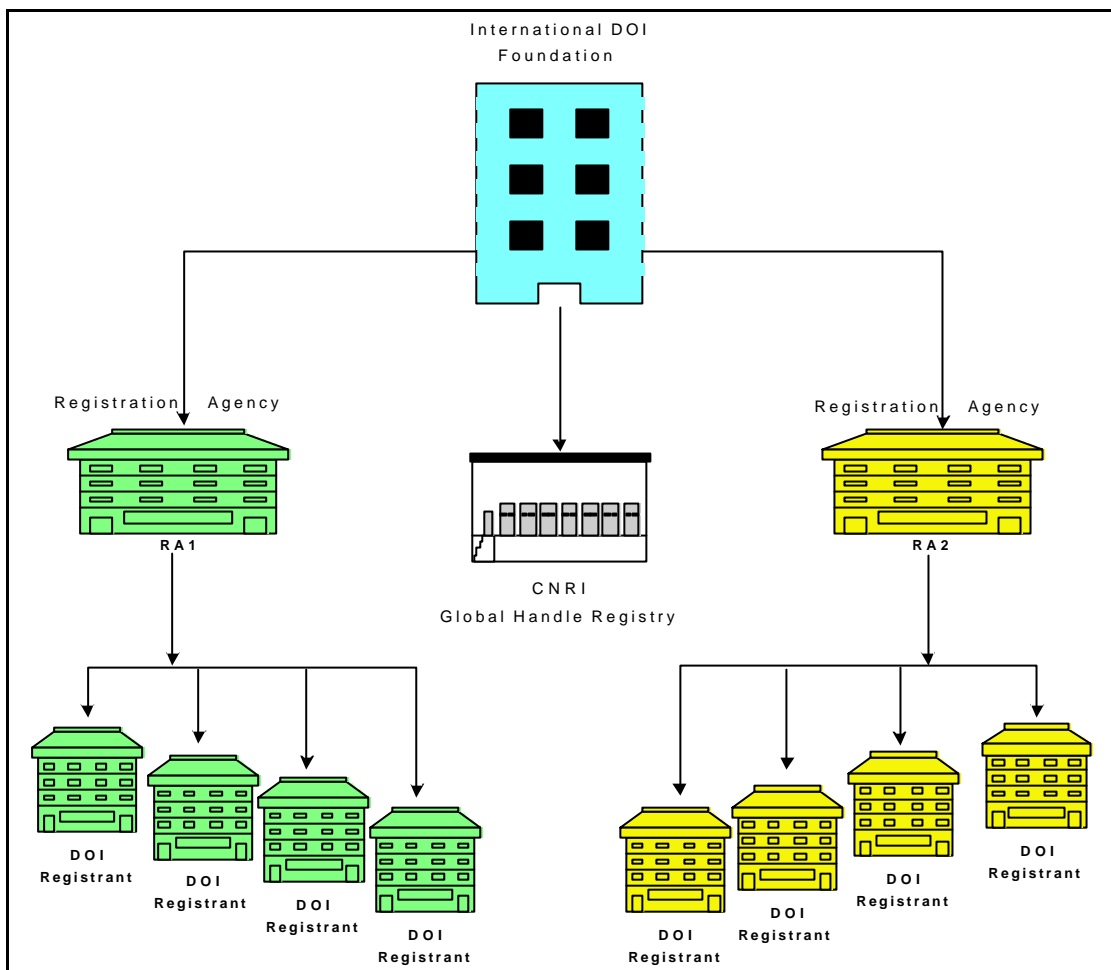 International DOI
Foundation
Registration Agency
Registration Agency
RA1
RA2
CNRI
Global Handle Registry
DOI
Registrant
DOI
Registrant
DOI
Registrant
DOI
Registrant
DOI
Registrant
DOI
Registrant
DOI
Registrant
DOI
Registrant